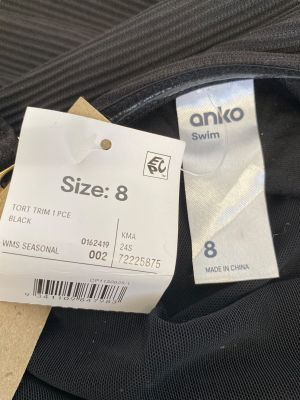 Size: 8
TORT TRIM 1 PCE
BLACK
WMS SEASONAL
0162419
002
KMA
24S
72225875
anko
Swim
8
MADE IN CHINA